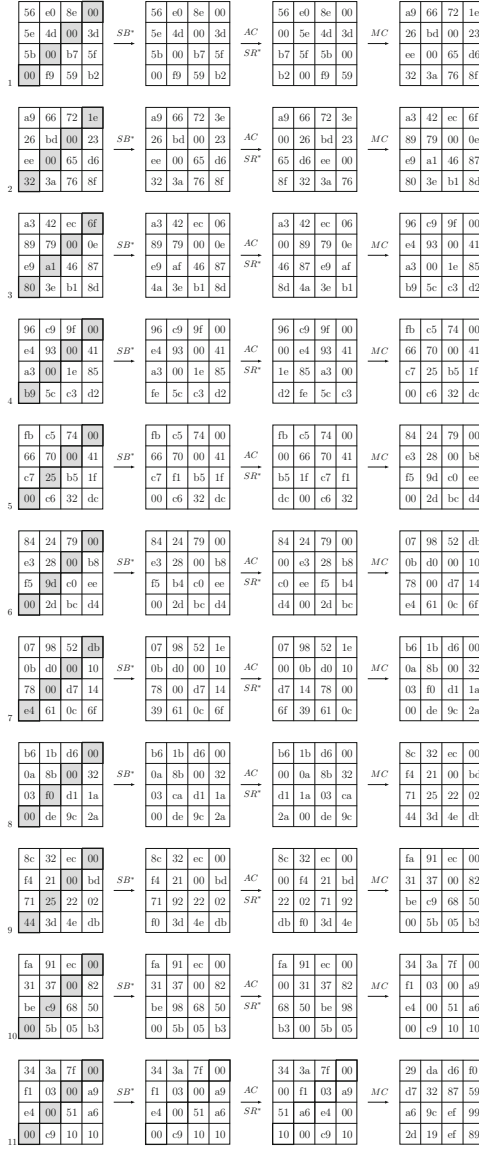 56 e0 8e 00 56 e0 8e 00 56 e0 8e 00 a9 66 72 1e
5e 4d 00 3d SB* 5e 4d 00 3d AC 5e 4d 00 3d MC 26 bd 00 23
5b 00 b7 5f 5b 00 b7 5f SR* b7 5f 5b 00 ee 00 65 d6
1 00 f9 59 b2 00 f9 59 b2 b2 00 f9 59 32 3a 76 8f
a9 66 72 1e a9 66 72 3e a9 66 72 3e a3 42 ec 6f
26 bd 00 23 SB* 26 bd 00 23 AC 00 26 bd 23 MC 89 79 00 0e
ee 00 65 d6 ee 00 65 d6 SR* 65 d6 ee 00 e9 a1 46 87
2 32 3a 76 8f 32 3a 76 8f 8f 32 3a 76 80 3e b1 8d
a3 42 ec 6f a3 42 ec 06 a3 42 ec 06 96 c9 9f 00
89 79 00 0e SB* 89 79 00 0e AC 00 89 79 0e MC e4 93 00 41
e9 a1 46 87 e9 af 46 87 SR* 46 87 e9 af a3 00 1e 85
3 80 3e b1 8d 4a 3e b1 8d 8d 4a 3e b1 b9 5c c3 d2
96 c9 9f 00 96 c9 9f 00 96 c9 9f 00 fb c5 74 00
e4 93 00 41 SB* e4 93 00 41 AC 00 e4 93 41 MC 66 70 00 41
a3 00 1e 85 a3 00 1e 85 SR* 1e 85 a3 00 c7 25 b5 1f
4 b9 5c c3 d2 fe 5c c3 d2 d2 fe 5c c3 00 c6 32 dc
fb c5 74 00 fb c5 74 00 fb c5 74 00 84 24 79 00
66 70 00 41 SB* 66 70 00 41 AC 00 66 70 41 MC e3 28 00 b8
c7 25 b5 1f c7 f1 b5 1f SR* b5 1f c7 f1 f5 9d c0 ee
5 00 c6 32 dc 00 c6 32 dc dc 00 c6 32 00 2d bc d4
84 24 79 00 84 24 79 00 84 24 79 00 07 98 52 db
e3 28 00 b8 SB* e3 28 00 b8 AC 00 e3 28 b8 MC 0b d0 00 10
f5 9d c0 ee f5 b4 c0 ee SR* c0 ee f5 b4 78 00 d7 14
6 00 2d bc d4 00 2d bc d4 d4 00 2d bc e4 61 0c 6f
07 98 52 db 07 98 52 1e 07 98 52 1e b6 1b d6 00
0b d0 00 10 SB* 0b d0 00 10 AC 00 0b d0 10 MC 0a 8b 00 32
78 00 d7 14 78 00 d7 14 SR* d7 14 78 00 03 f0 d1 1a
7 e4 61 0c 6f 39 61 0c 6f 6f 39 61 0c 00 de 9c 2a
b6 1b d6 00 b6 1b d6 00 b6 1b d6 00 8c 32 ec 00
0a 8b 00 32 SB* 0a 8b 00 32 AC 00 0a 8b 32 MC f4 21 00 bd
03 f0 d1 1a 03 ca d1 1a SR* d1 1a 03 ca 71 25 22 02
8 00 de 9c 2a 00 de 9c 2a 2a 00 de 9c 44 3d 4e db
8c 32 ec 00 8c 32 ec 00 8c 32 ec 00 fa 91 ec 00
f4 21 00 bd SB* f4 21 00 bd AC 00 f4 21 bd MC 31 37 00 82
71 25 22 02 71 92 22 02 SR* 22 02 71 92 be c9 68 50
9 44 3d 4e db f0 3d 4e db db f0 3d 4e 00 5b 05 b3
fa 91 ec 00 fa 91 ec 00 fa 91 ec 00 34 3a 7f 00
31 37 00 82 SB* 31 37 00 82 AC 00 31 37 82 MC f1 03 00 a9
be c9 68 50 be 98 68 50 SR* 68 50 be 98 e4 00 51 a6
10 00 5b 05 b3 00 5b 05 b3 b3 00 5b 05 00 c9 10 10
34 3a 7f 00 34 3a 7f 00 34 3a 7f 00 29 da d6 f0
f1 03 00 a9 SB* f1 03 00 a9 AC 00 f1 03 a9 MC d7 32 87 59
e4 00 51 a6 e4 00 51 a6 SR* 51 a6 e4 00 a6 9c ef 99
11 00 c9 10 10 00 c9 10 10 10 00 c9 10 2d 19 ef 89